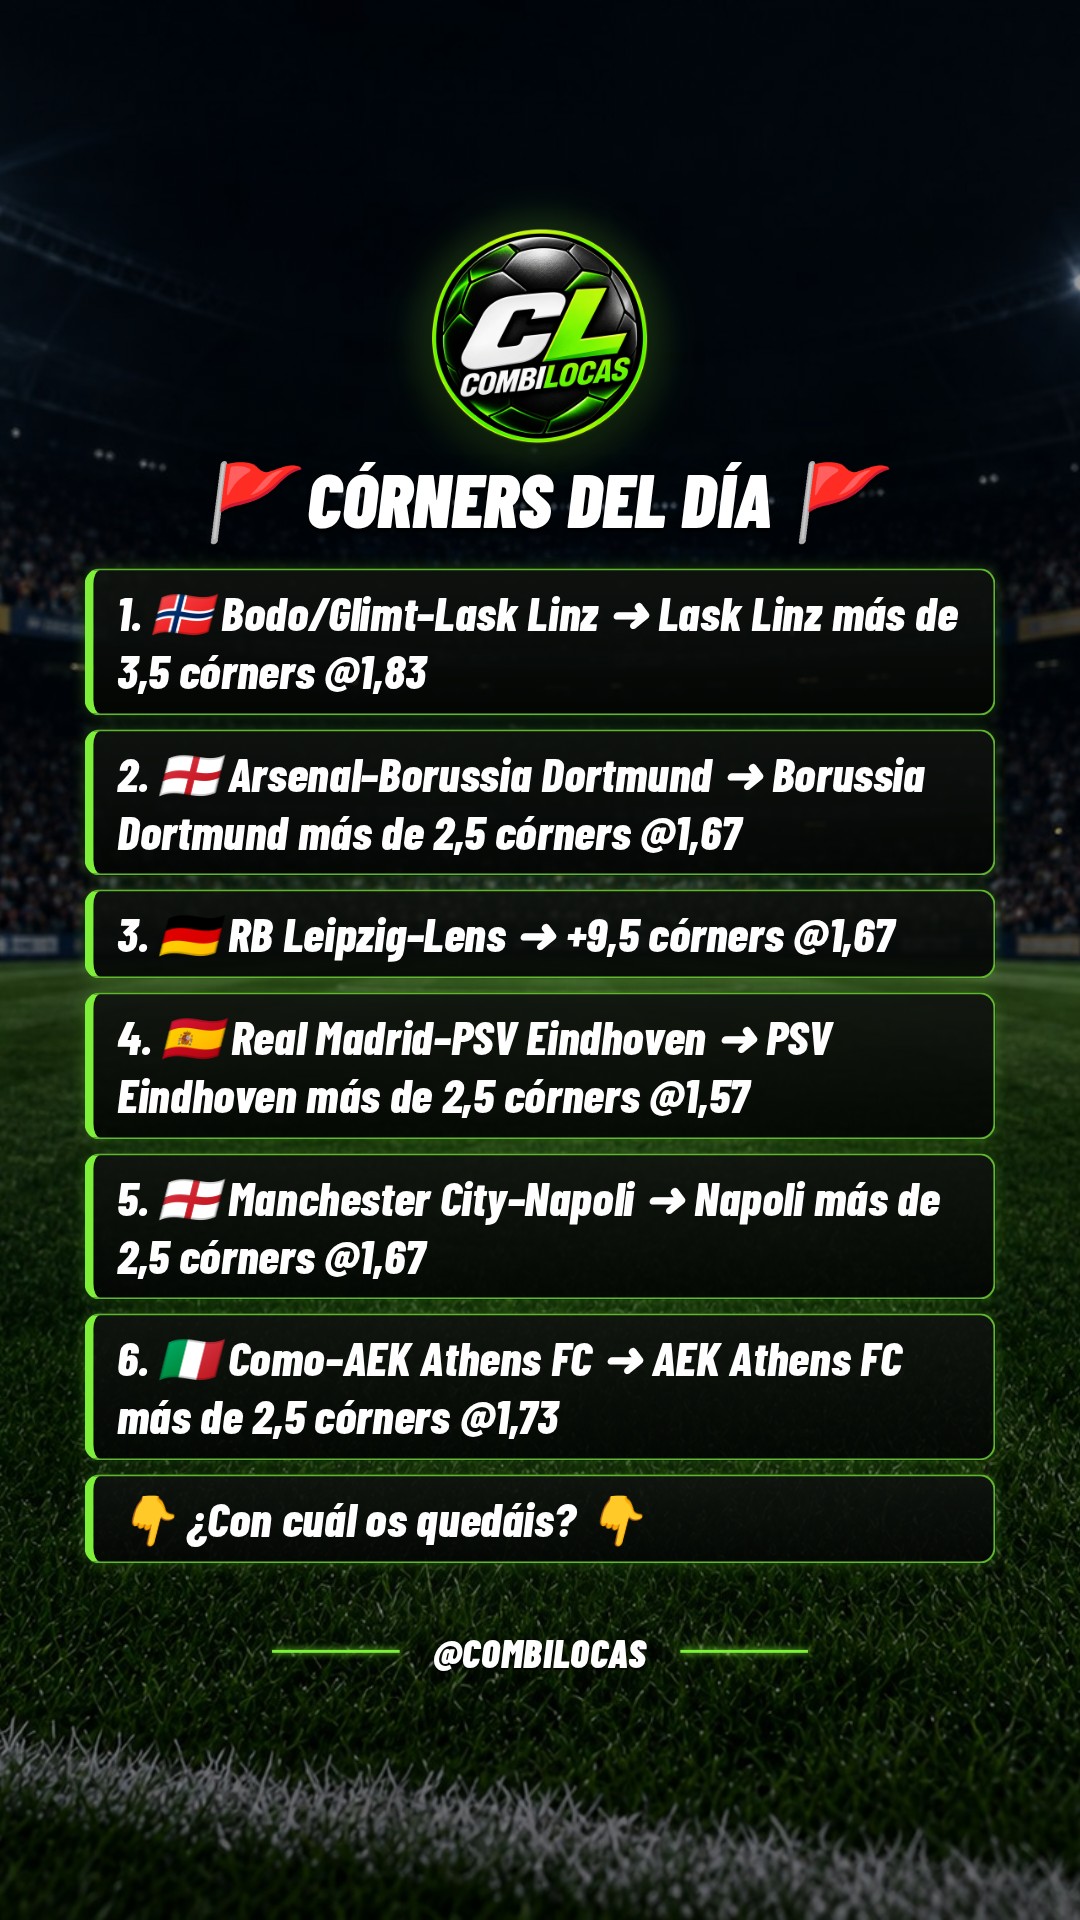 CL
COMBILOCAS
🚩 CÓRNERS DEL DÍA 🚩
1. 🇳🇴 Bodo/Glimt-Lask Linz ➜ Lask Linz más de
3,5 córners @1,83
2. 🏴󠁧󠁢󠁥󠁮󠁧󠁿 Arsenal-Borussia Dortmund ➜ Borussia
Dortmund más de 2,5 córners @1,67
3. 🇩🇪 RB Leipzig-Lens ➜ +9,5 córners @1,67
4. 🇪🇸 Real Madrid-PSV Eindhoven ➜ PSV
Eindhoven más de 2,5 córners @1,57
5. 🏴󠁧󠁢󠁥󠁮󠁧󠁿 Manchester City-Napoli ➜ Napoli más de
2,5 córners @1,67
6. 🇮🇹 Como-AEK Athens FC ➜ AEK Athens FC
más de 2,5 córners @1,73
👇 ¿Con cuál os quedáis? 👇
@COMBILOCAS